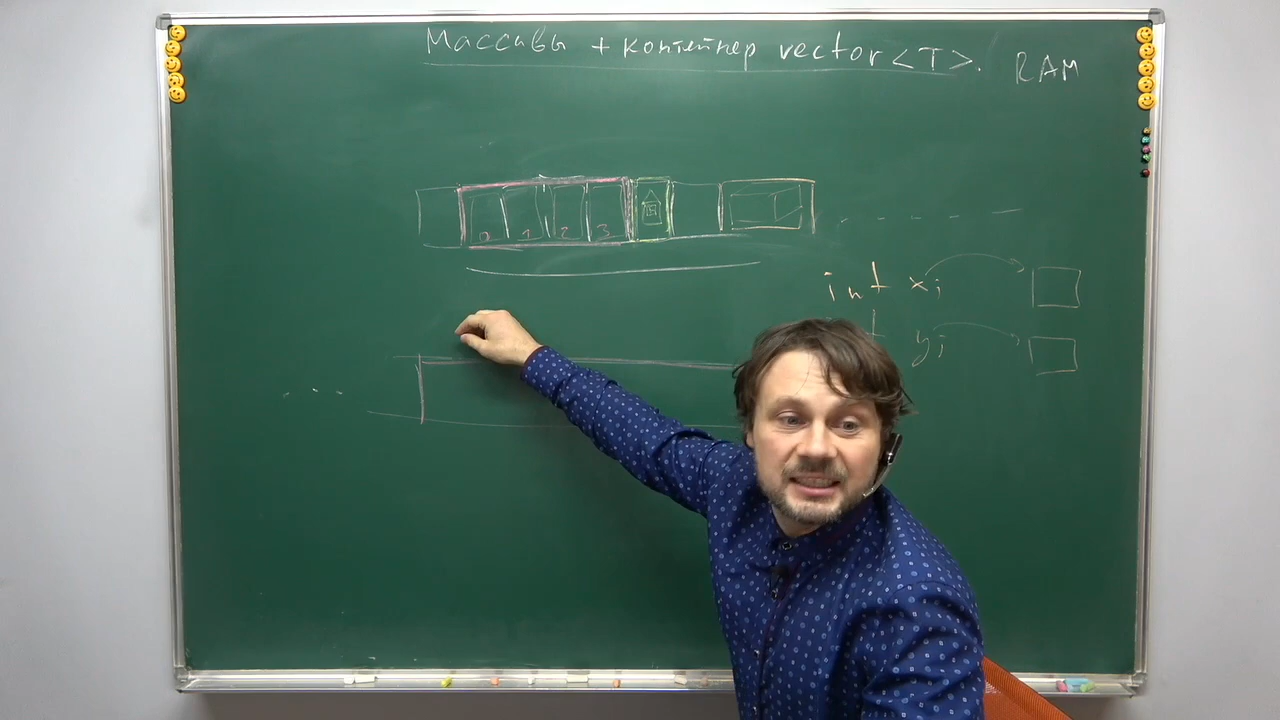 Массивы + контейнер vector<T>.
RAM
0 1 2 3
int x;
y;